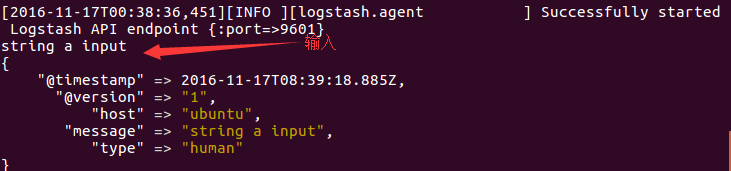 [2016-11-17T00:38:36,451][INFO ][logstash.agent           ] Successfully started
 Logstash API endpoint {:port=>9601}
string a input
输入
{
    "@timestamp" => 2016-11-17T08:39:18.885Z,
      "@version" => "1",
          "host" => "ubuntu",
       "message" => "string a input",
          "type" => "human"
}